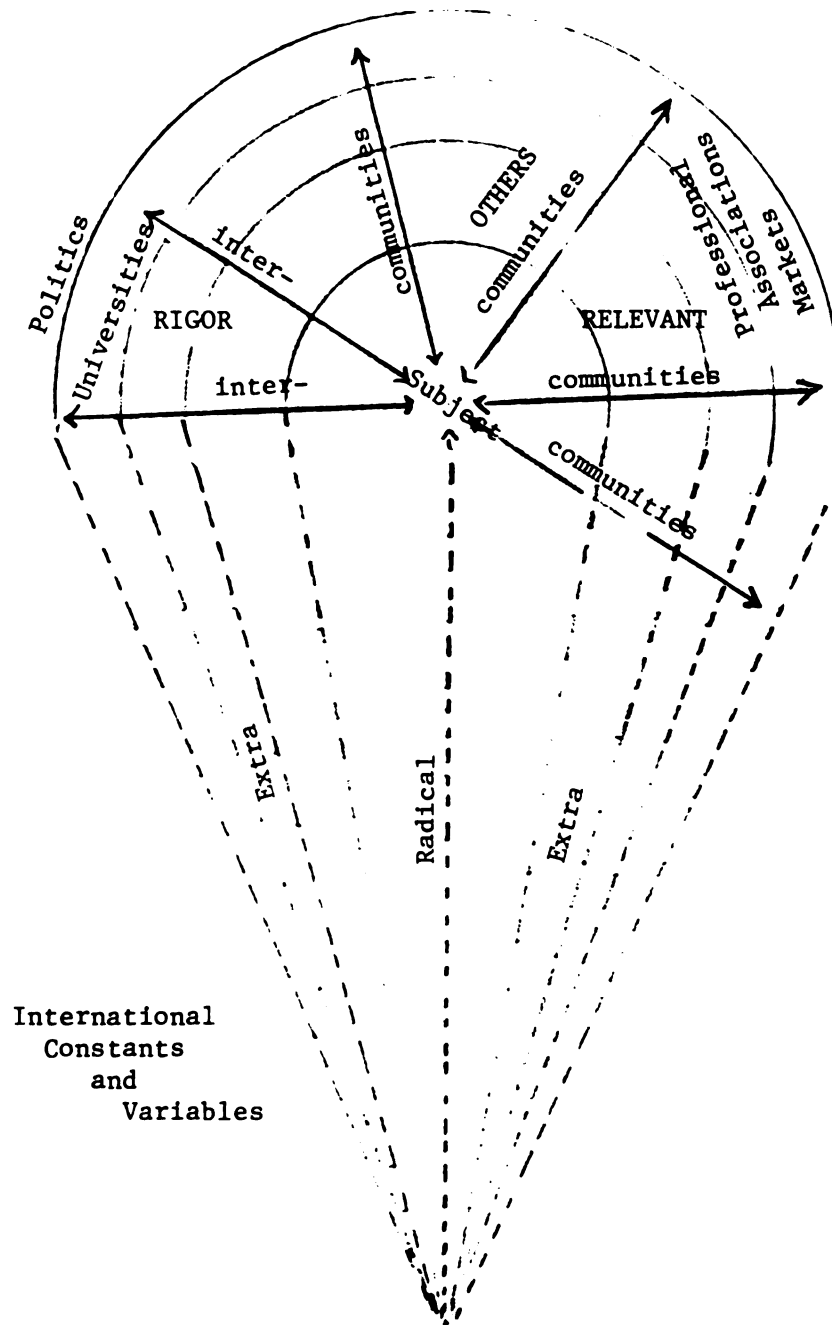 Politics
Universities
inter-
communities
OTHERS
communities
Professional
Associations
Markets
RIGOR
RELEVANT
inter-
Subject
communities
communities
Extra
Radical
Extra
International
Constants
and
Variables